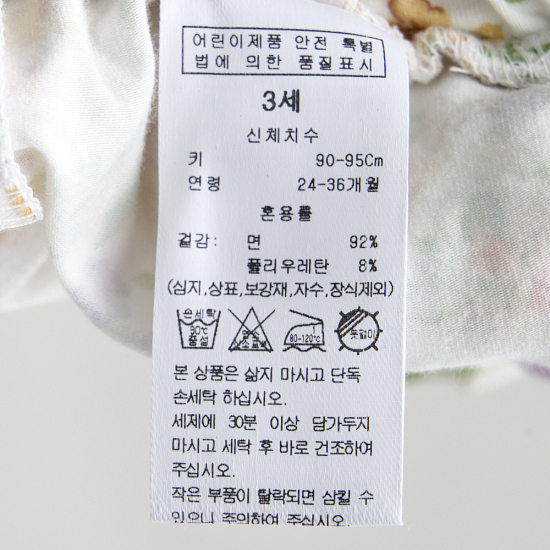 어린이제품 안전 특별
법에 의한 품질표시
3세
신체치수
키 90-95Cm
연령 24-36개월
혼용률
겉감: 면 92%
폴리우레탄 8%
(심지,상표,보강재,자수,장식제외)
손세탁
30℃
중성
80-120℃
옷걸이
본 상품은 삶지 마시고 단독
손세탁 하십시오.
세제에 30분 이상 담가두지
마시고 세탁 후 바로 건조하여
주십시오.
작은 부품이 탈락되면 삼킬 수
있으니 주의하여 주십시오.